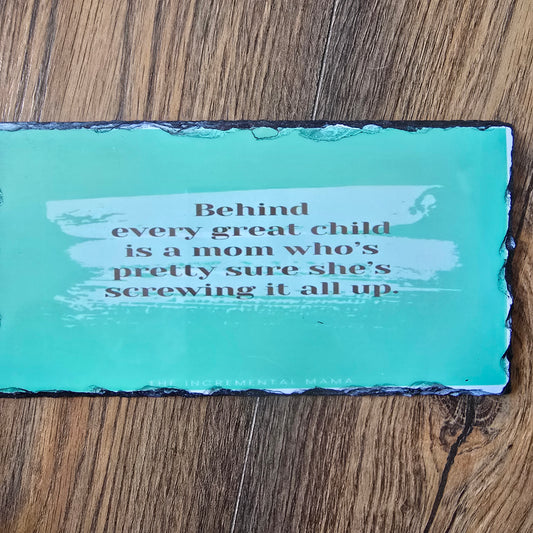 Behind
every great child
is a mom who's
pretty sure she's
screwing it all up.
THE INCREMENTAL MAMA